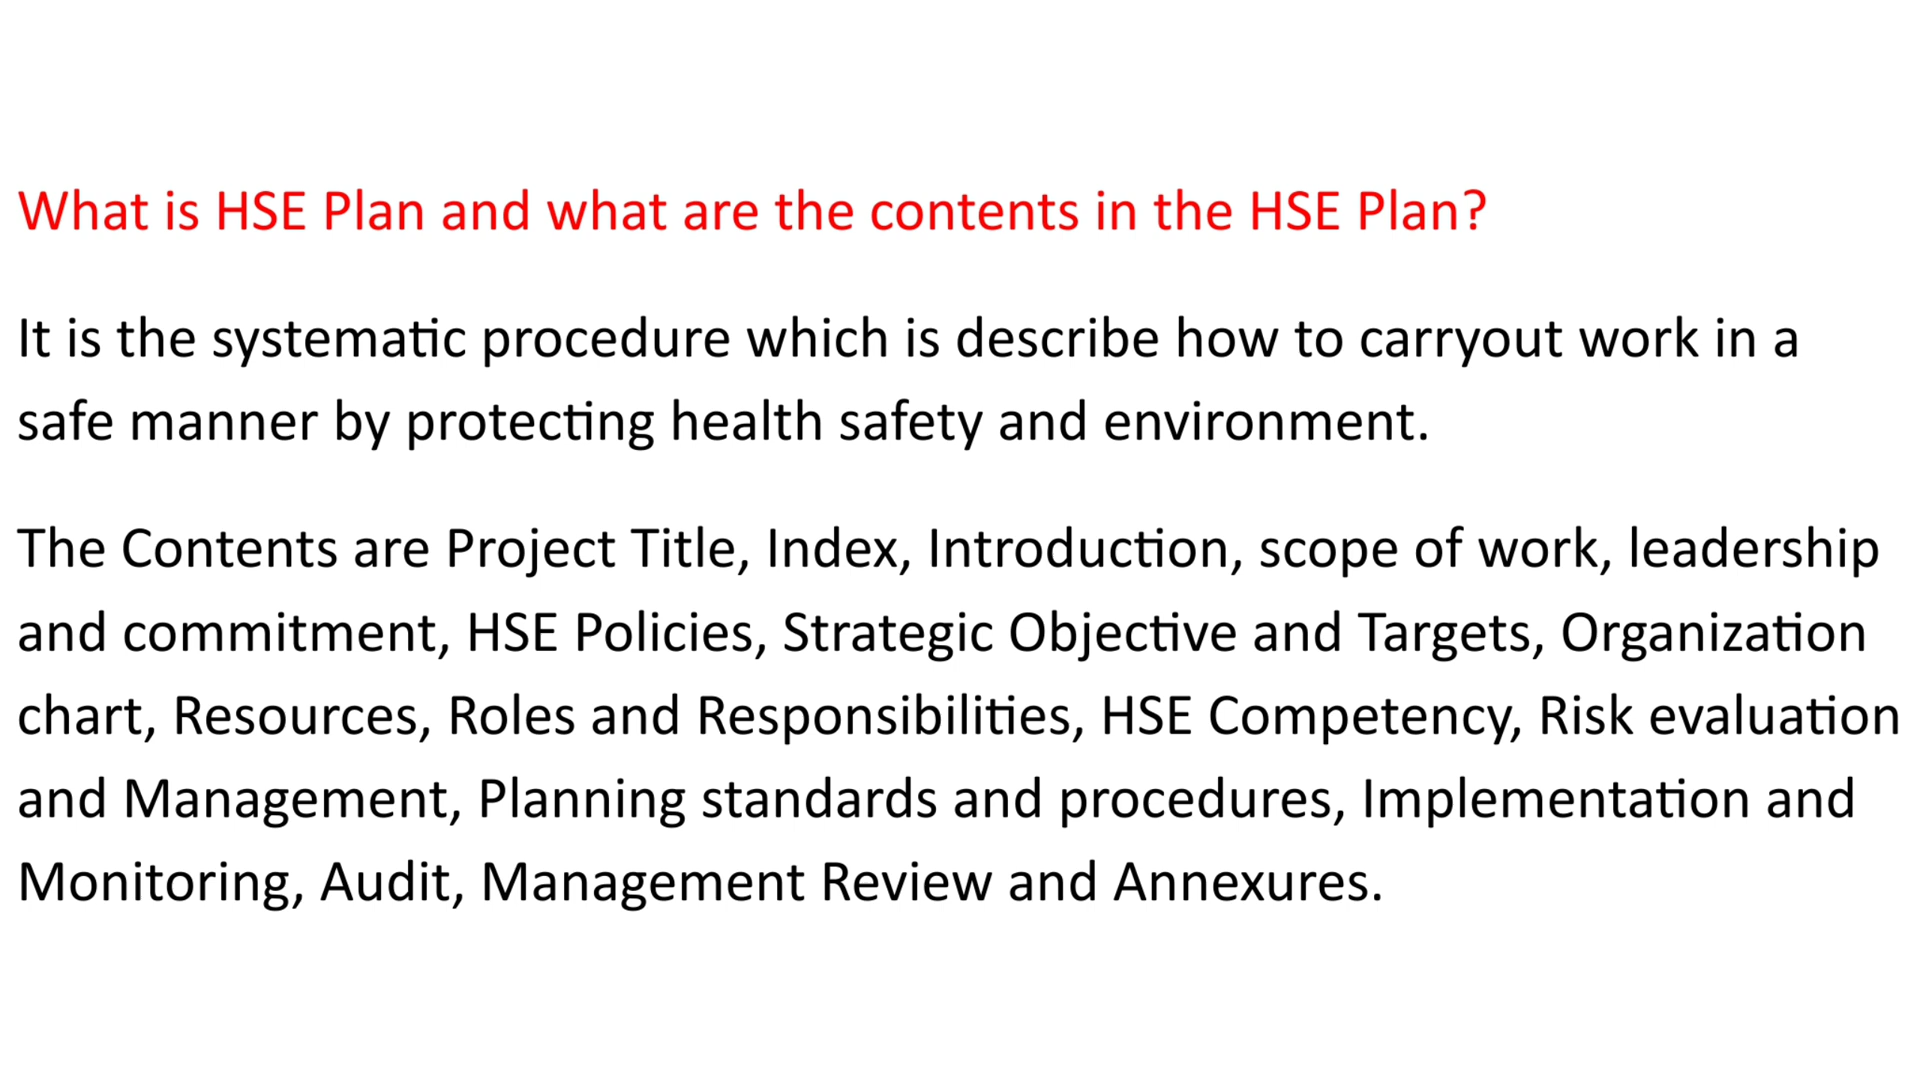 What is HSE Plan and what are the contents in the HSE Plan?
It is the systematic procedure which is describe how to carryout work in a
safe manner by protecting health safety and environment.
The Contents are Project Title, Index, Introduction, scope of work, leadership
and commitment, HSE Policies, Strategic Objective and Targets, Organization
chart, Resources, Roles and Responsibilities, HSE Competency, Risk evaluation
and Management, Planning standards and procedures, Implementation and
Monitoring, Audit, Management Review and Annexures.